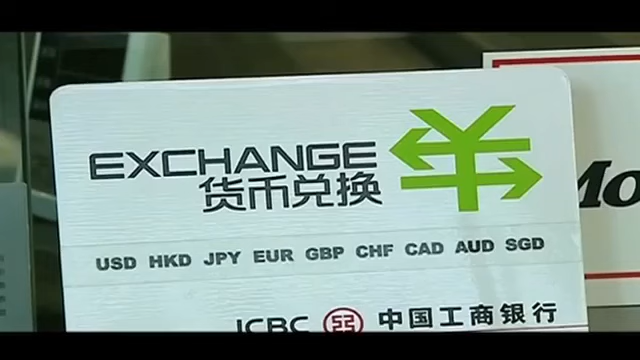 EXCHANGE
货币兑换
USD HKD JPY EUR GBP CHF CAD AUD SGD
ICBC 中国工商银行
Mo